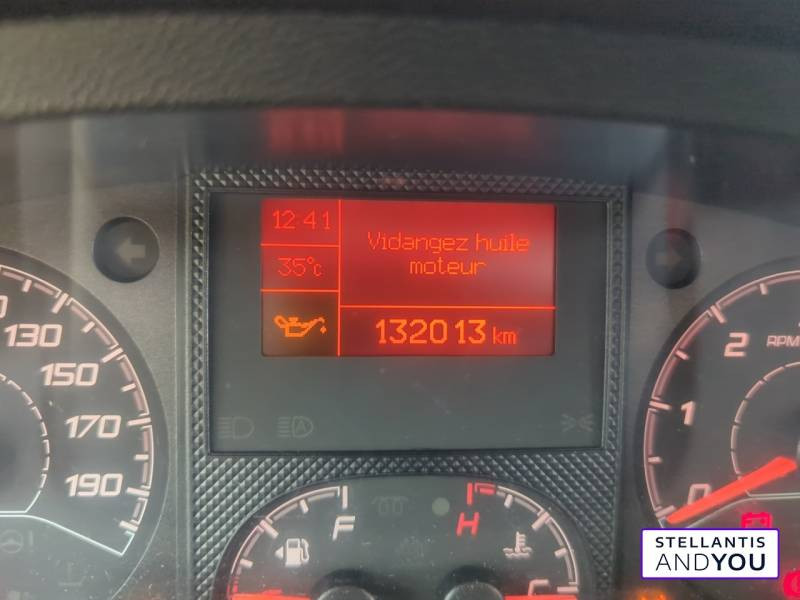 12:41
Vidangez huile
moteur
35°c
132013 km
130
150
170
190
2
RPM
1
0
F
H
C
STELLANTIS
ANDYOU